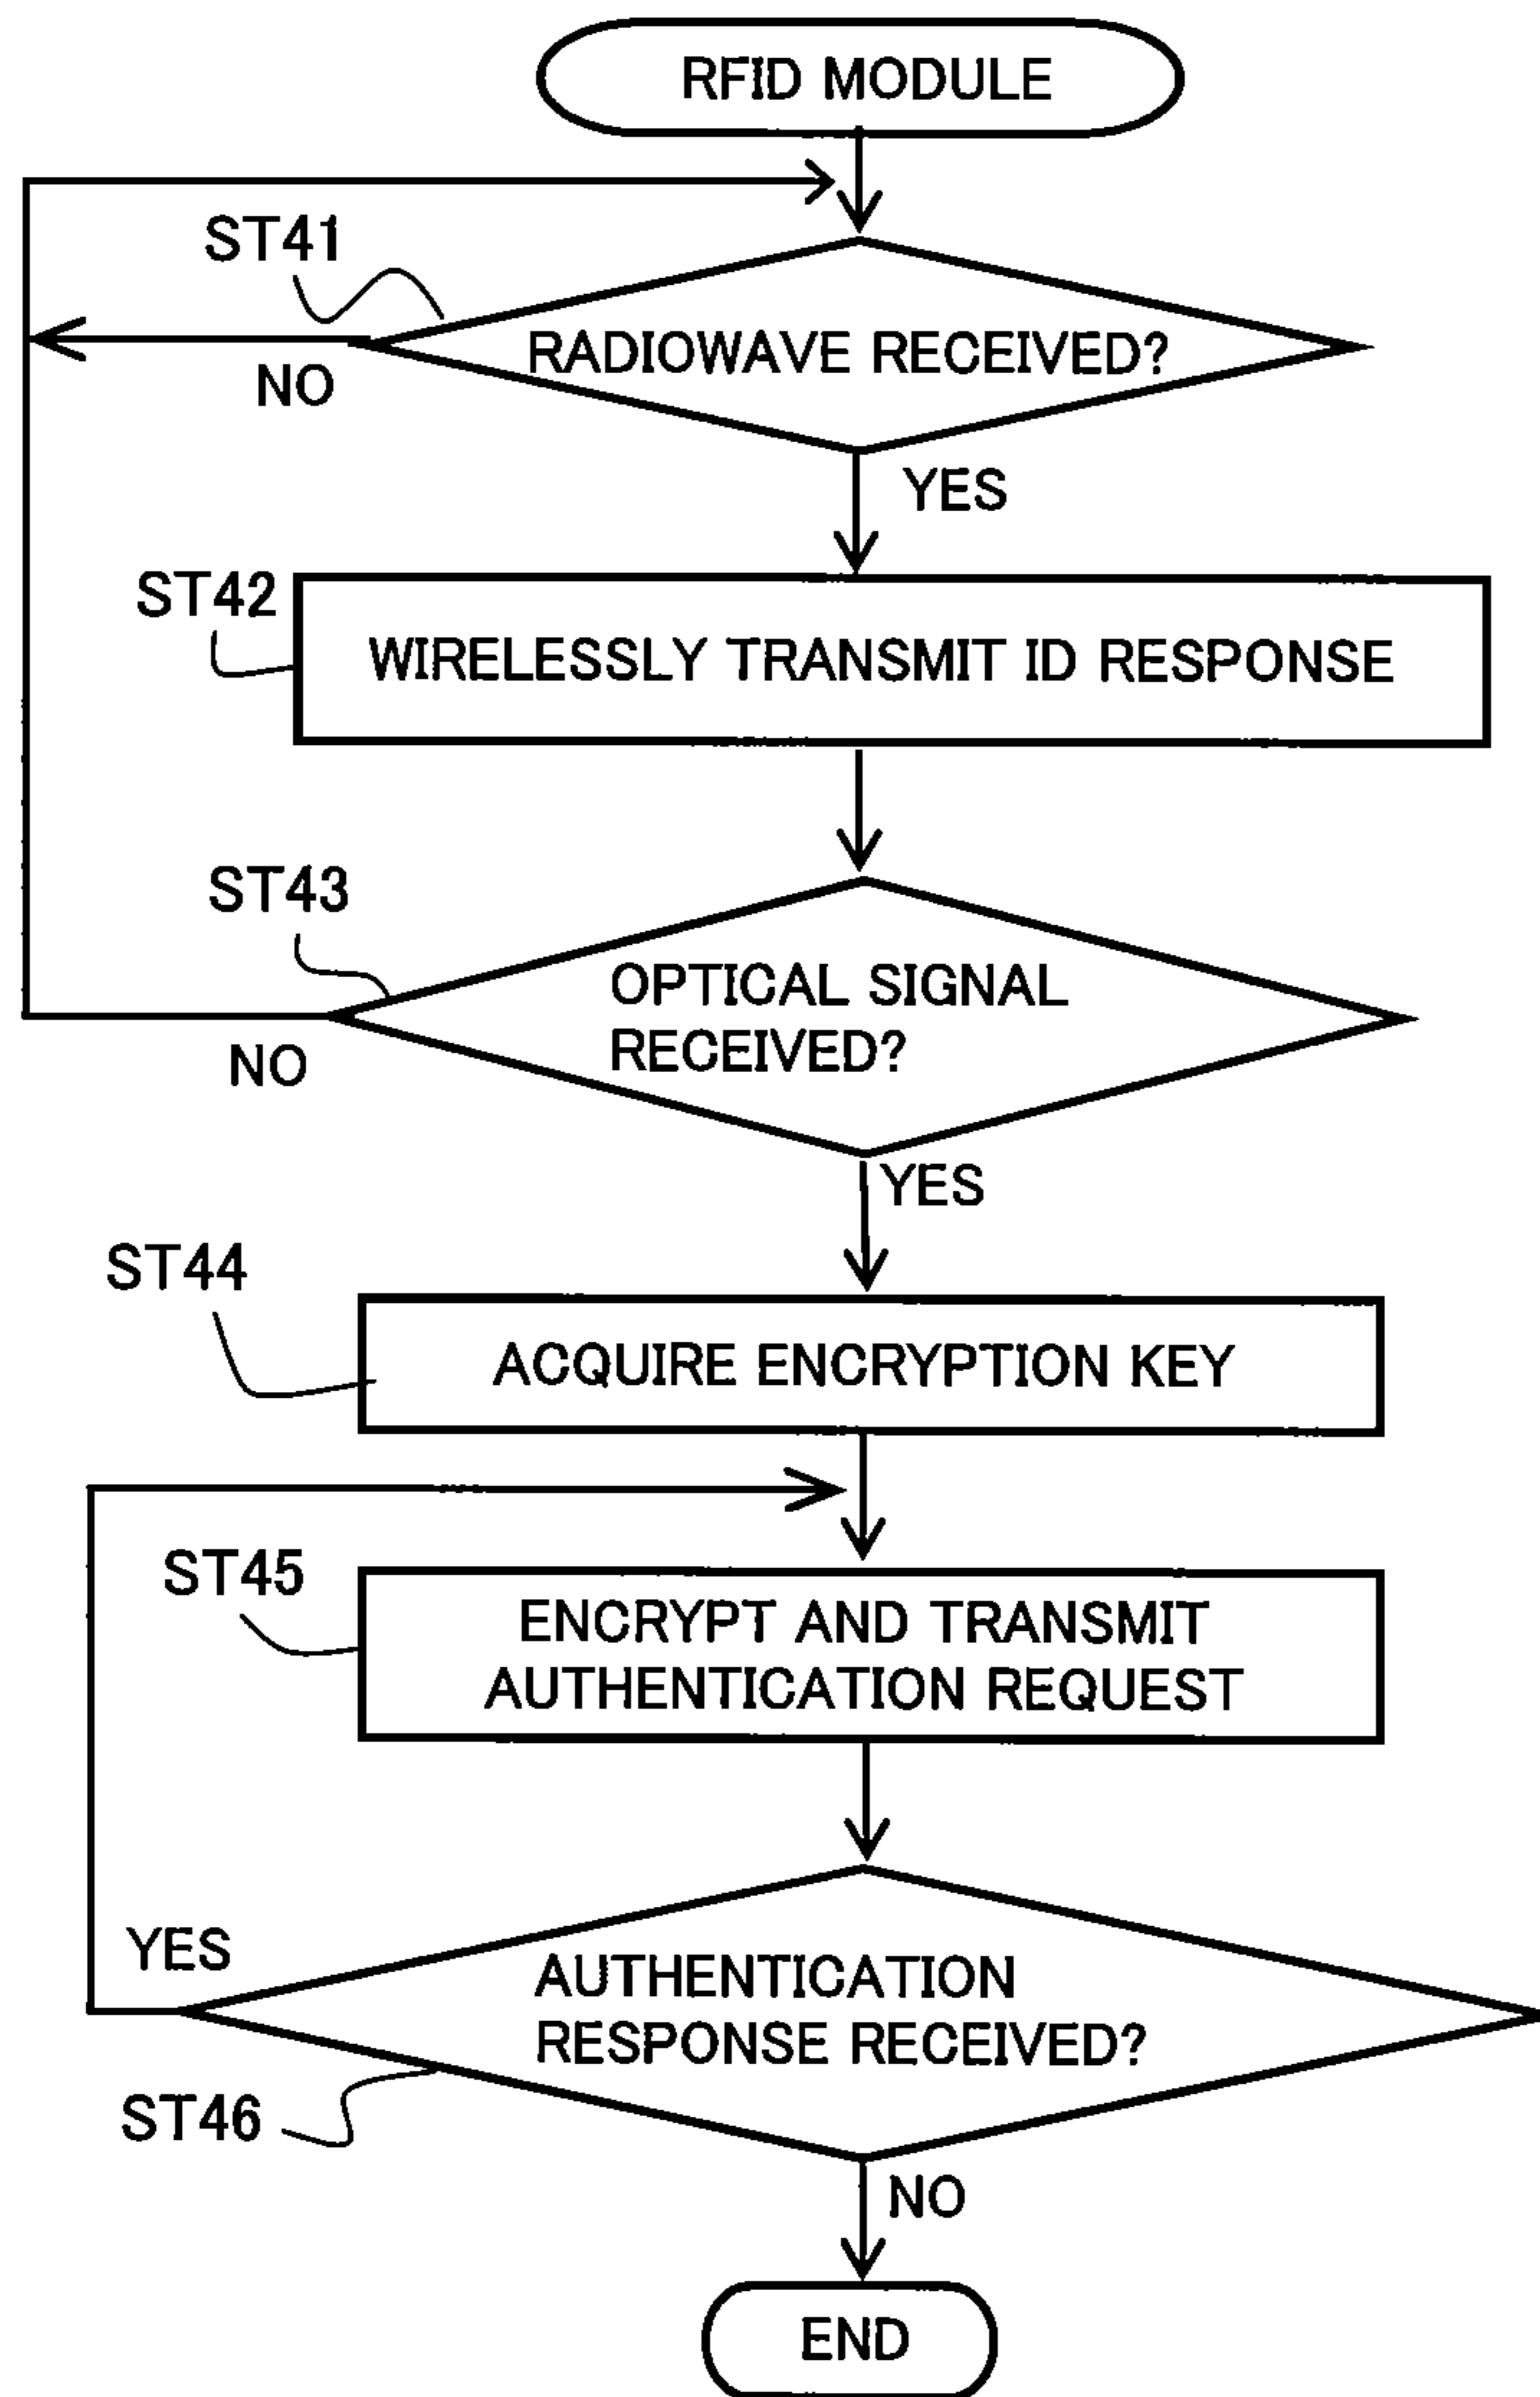 RFID MODULE
ST41
RADIOWAVE RECEIVED?
NO
YES
ST42
WIRELESSLY TRANSMIT ID RESPONSE
ST43
OPTICAL SIGNAL
RECEIVED?
NO
YES
ST44
ACQUIRE ENCRYPTION KEY
ST45
ENCRYPT AND TRANSMIT
AUTHENTICATION REQUEST
YES
AUTHENTICATION
RESPONSE RECEIVED?
ST46
NO
END